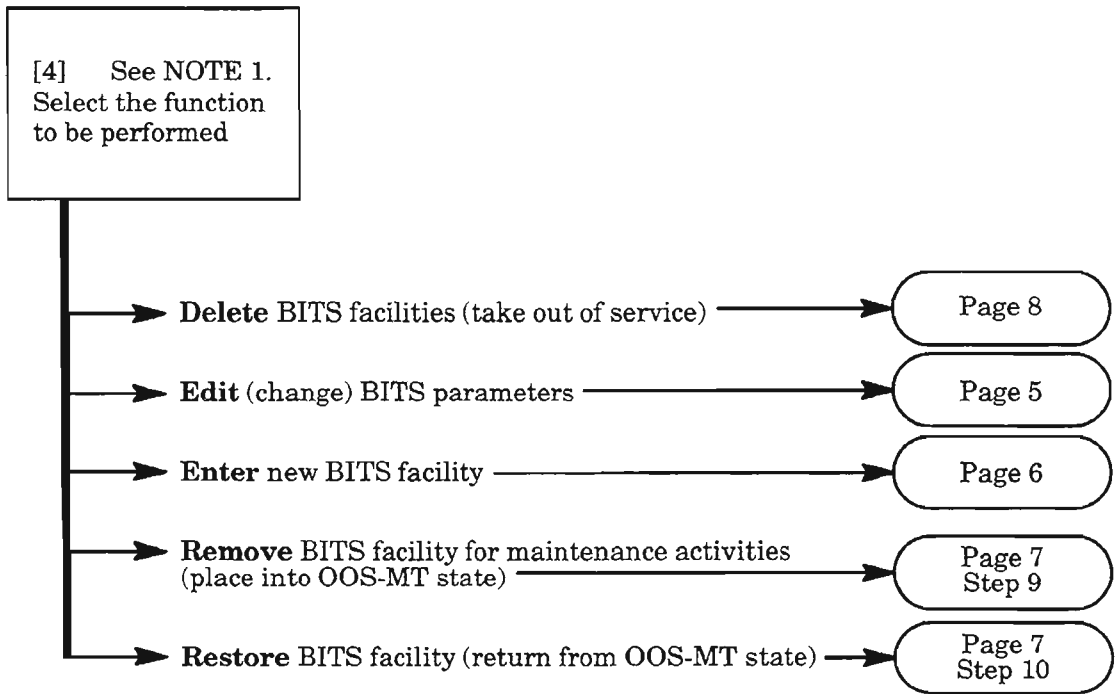 [4] See NOTE 1.
Select the function
to be performed
Delete BITS facilities (take out of service)
Page 8
Edit (change) BITS parameters
Page 5
Enter new BITS facility
Page 6
Remove BITS facility for maintenance activities
(place into OOS-MT state)
Page 7
Step 9
Restore BITS facility (return from OOS-MT state)
Page 7
Step 10